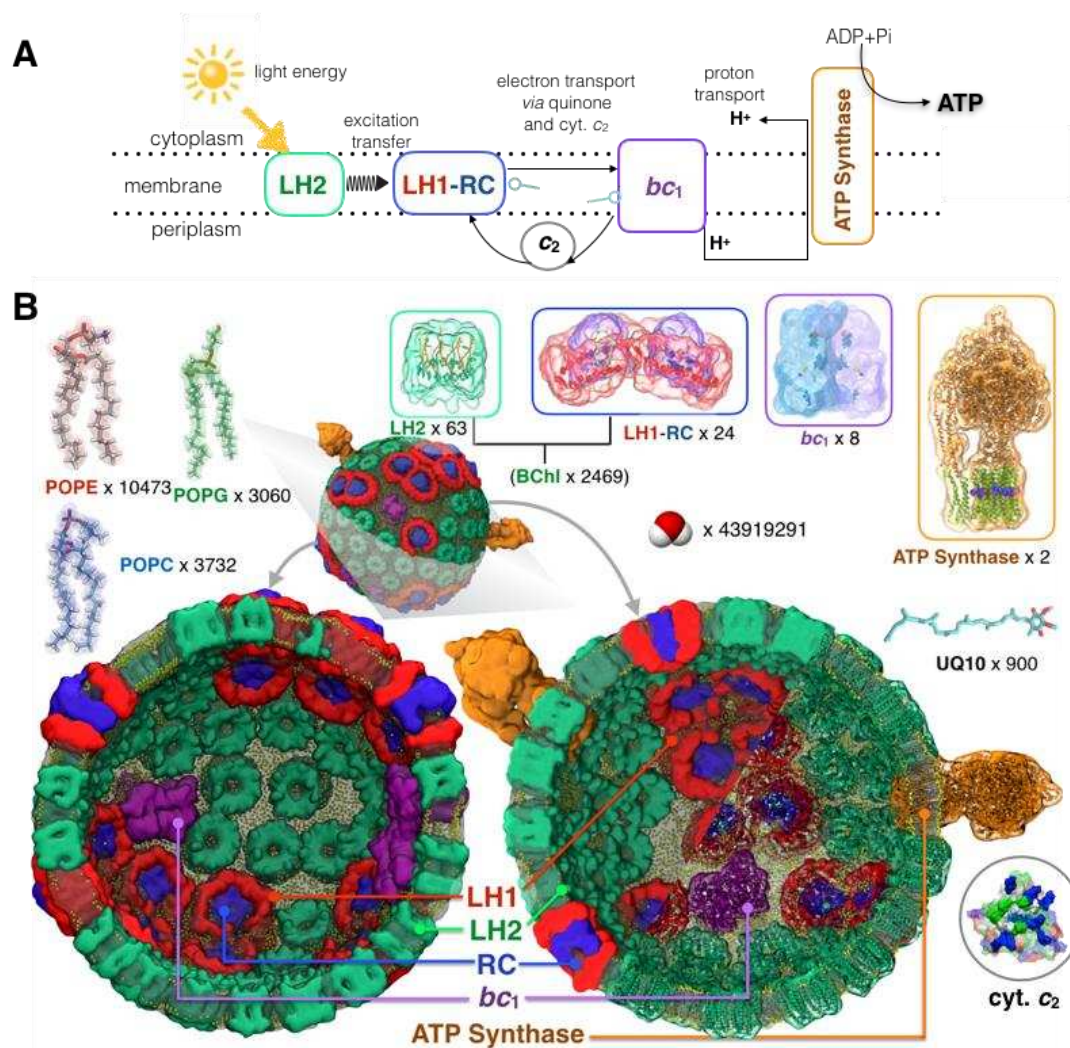 A
light energy
cytoplasm
membrane
periplasm
LH2
excitation
transfer
LH1-RC
electron transport
via quinone
and cyt. c₂
c₂
bc₁
proton
transport
H⁺
H⁺
ADP+Pi
ATP Synthase
ATP
B
POPE x 10473
POPG x 3060
POPC x 3732
LH2 x 63
LH1-RC x 24
(BChl x 2469)
bc₁ x 8
ATP Synthase x 2
x 43919291
UQ10 x 900
LH1
LH2
RC
bc₁
ATP Synthase
cyt. c₂